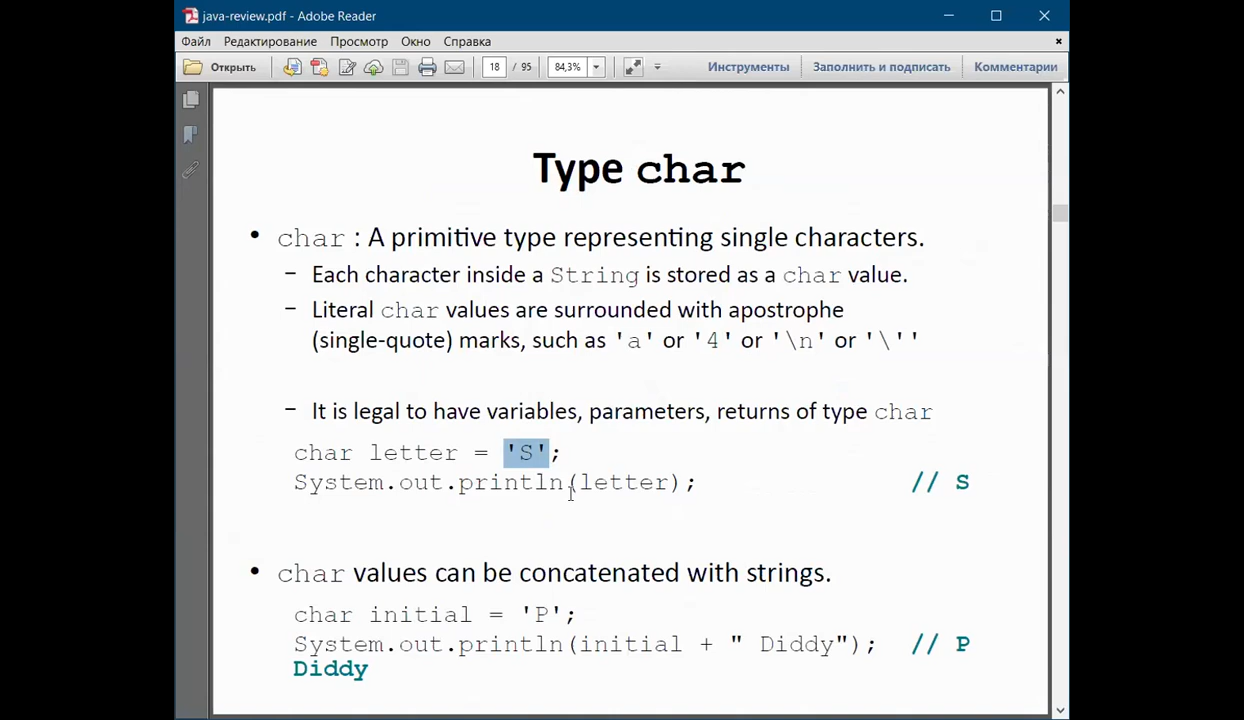 java-review.pdf - Adobe Reader
Файл Редактирование Просмотр Окно Справка
Открыть 18 / 95 84,3% Инструменты Заполнить и подписать Комментарии
Type char
• char : A primitive type representing single characters.
– Each character inside a String is stored as a char value.
– Literal char values are surrounded with apostrophe
(single-quote) marks, such as 'a' or '4' or '\n' or '\''
– It is legal to have variables, parameters, returns of type char
char letter = 'S';
System.out.println(letter); // S
• char values can be concatenated with strings.
char initial = 'P';
System.out.println(initial + " Diddy"); // P
Diddy